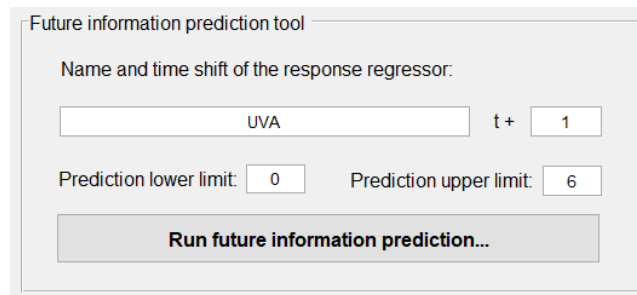 Future information prediction tool
Name and time shift of the response regressor:
UVA t + 1
Prediction lower limit: 0 Prediction upper limit: 6
Run future information prediction...